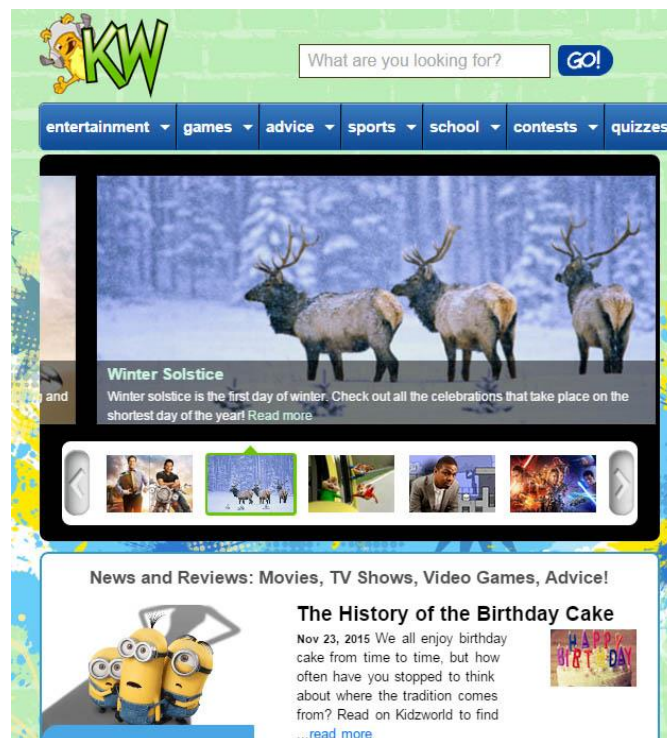 KW
What are you looking for?
GO!
entertainment games advice sports school contests quizzes
Winter Solstice
and
Winter solstice is the first day of winter. Check out all the celebrations that take place on the
shortest day of the year! Read more
News and Reviews: Movies, TV Shows, Video Games, Advice!
The History of the Birthday Cake
Nov 23, 2015 We all enjoy birthday
cake from time to time, but how
often have you stopped to think
about where the tradition comes
from? Read on Kidzworld to find
...read more
HAPPY
BIRTHDAY